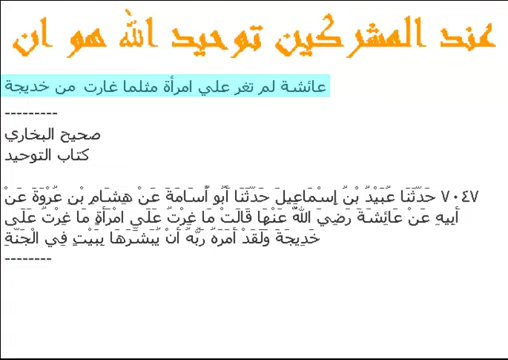 عند المشركين توحيد الله هو ان
عائشة لم تغر علي امرأة مثلما غارت من خديجة
---------
صحيح البخاري
كتاب التوحيد
٧٠٤٧ حَدَّثَنَا عُبَيْدُ بْنُ إِسْمَاعِيلَ حَدَّثَنَا أَبُو أُسَامَةَ عَنْ هِشَامِ بْنِ عُرْوَةَ عَنْ
أَبِيهِ عَنْ عَائِشَةَ رَضِيَ اللَّهُ عَنْهَا قَالَتْ مَا غِرْتُ عَلَى امْرَأَةٍ مَا غِرْتُ عَلَى
خَدِيجَةَ وَلَقَدْ أَمَرَهُ رَبُّهُ أَنْ يُبَشِّرَهَا بِبَيْتٍ فِي الْجَنَّةِ
--------